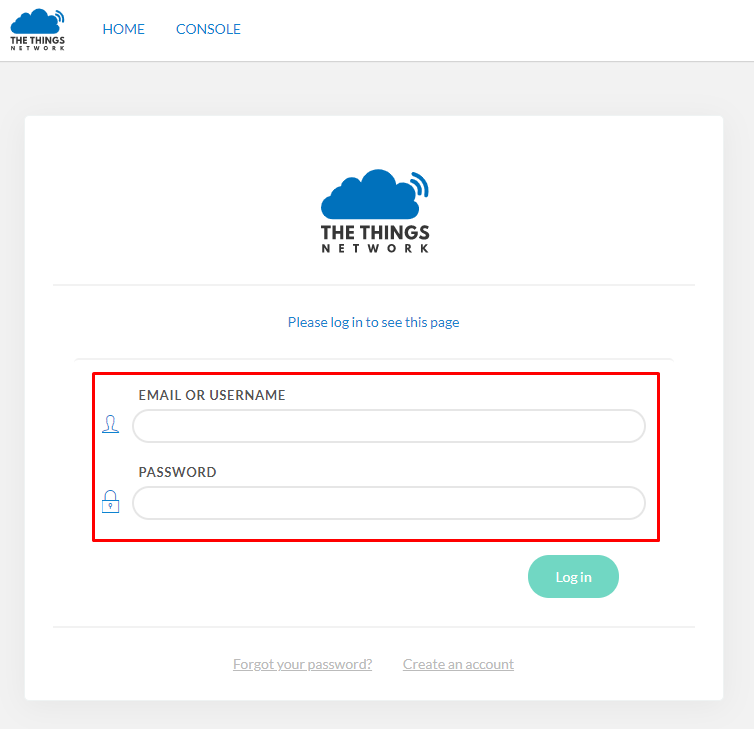 THE THINGS
NETWORK
HOME CONSOLE
THE THINGS
NETWORK
Please log in to see this page
EMAIL OR USERNAME
PASSWORD
Log in
Forgot your password? Create an account